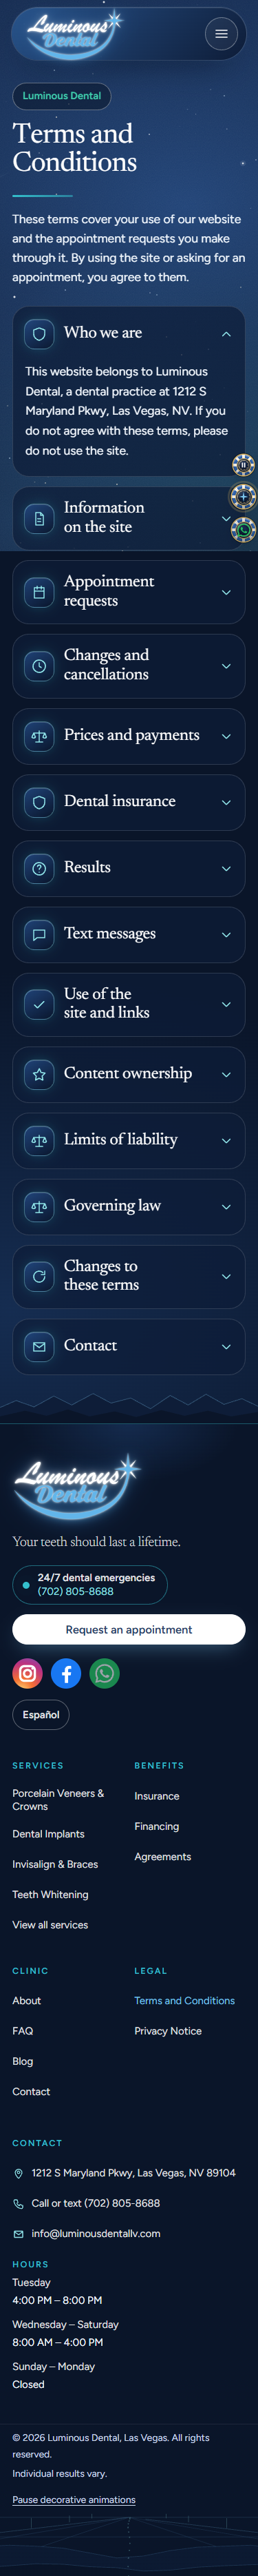 Luminous
Dental
Luminous Dental
Terms and
Conditions
These terms cover your use of our website
and the appointment requests you make
through it. By using the site or asking for an
appointment, you agree to them.
Who we are
This website belongs to Luminous
Dental, a dental practice at 1212 S
Maryland Pkwy, Las Vegas, NV. If you
do not agree with these terms, please
do not use the site.
Information
on the site
Appointment
requests
Changes and
cancellations
Prices and payments
Dental insurance
Results
Text messages
Use of the
site and links
Content ownership
Limits of liability
Governing law
Changes to
these terms
Contact
Luminous
Dental
Your teeth should last a lifetime.
24/7 dental emergencies
(702) 805-8688
Request an appointment
Español
SERVICES
Porcelain Veneers &
Crowns
Dental Implants
Invisalign & Braces
Teeth Whitening
View all services
BENEFITS
Insurance
Financing
Agreements
CLINIC
About
FAQ
Blog
Contact
LEGAL
Terms and Conditions
Privacy Notice
CONTACT
1212 S Maryland Pkwy, Las Vegas, NV 89104
Call or text (702) 805-8688
info@luminousdentallv.com
HOURS
Tuesday
4:00 PM – 8:00 PM
Wednesday – Saturday
8:00 AM – 4:00 PM
Sunday – Monday
Closed
© 2026 Luminous Dental, Las Vegas. All rights
reserved.
Individual results vary.
Pause decorative animations